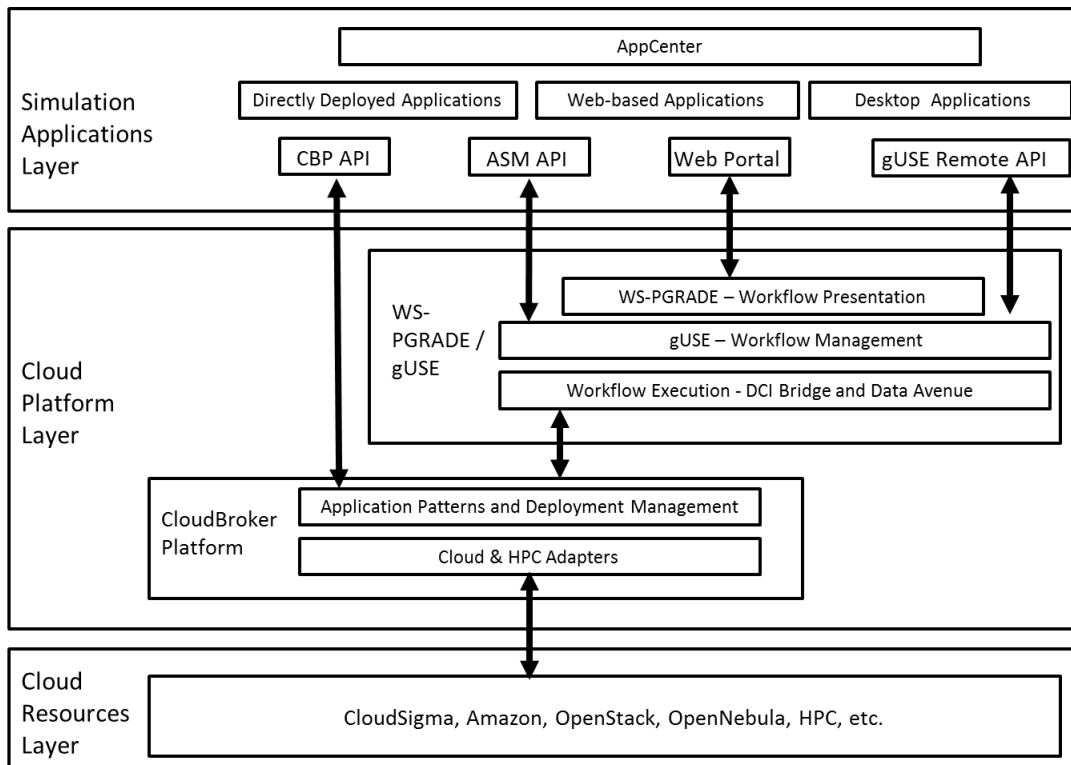 AppCenter
Simulation
Applications
Layer
Directly Deployed Applications
Web-based Applications
Desktop Applications
CBP API
ASM API
Web Portal
gUSE Remote API
Cloud
Platform
Layer
WS-
PGRADE /
gUSE
WS-PGRADE – Workflow Presentation
gUSE – Workflow Management
Workflow Execution - DCI Bridge and Data Avenue
CloudBroker
Platform
Application Patterns and Deployment Management
Cloud & HPC Adapters
Cloud
Resources
Layer
CloudSigma, Amazon, OpenStack, OpenNebula, HPC, etc.